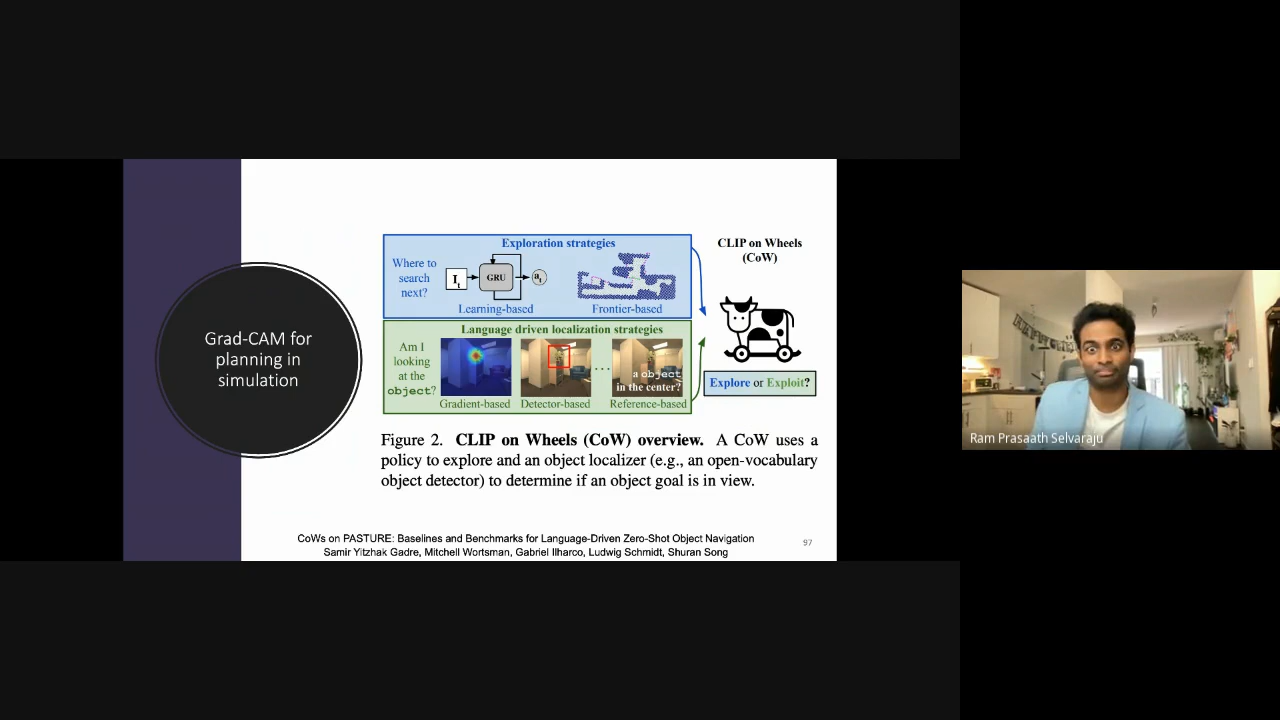 Grad-CAM for
planning in
simulation
Exploration strategies
Where to
search
next?
I_t
GRU
a_t
Learning-based
Frontier-based
Language driven localization strategies
Am I
looking
at the
object?
a object
in the center?
Gradient-based
Detector-based
...
Reference-based
CLIP on Wheels
(CoW)
Explore or Exploit?
Figure 2. CLIP on Wheels (CoW) overview. A CoW uses a
policy to explore and an object localizer (e.g., an open-vocabulary
object detector) to determine if an object goal is in view.
CoWs on PASTURE: Baselines and Benchmarks for Language-Driven Zero-Shot Object Navigation
Samir Yitzhak Gadre, Mitchell Wortsman, Gabriel Ilharco, Ludwig Schmidt, Shuran Song
97
Ram Prasaath Selvaraju